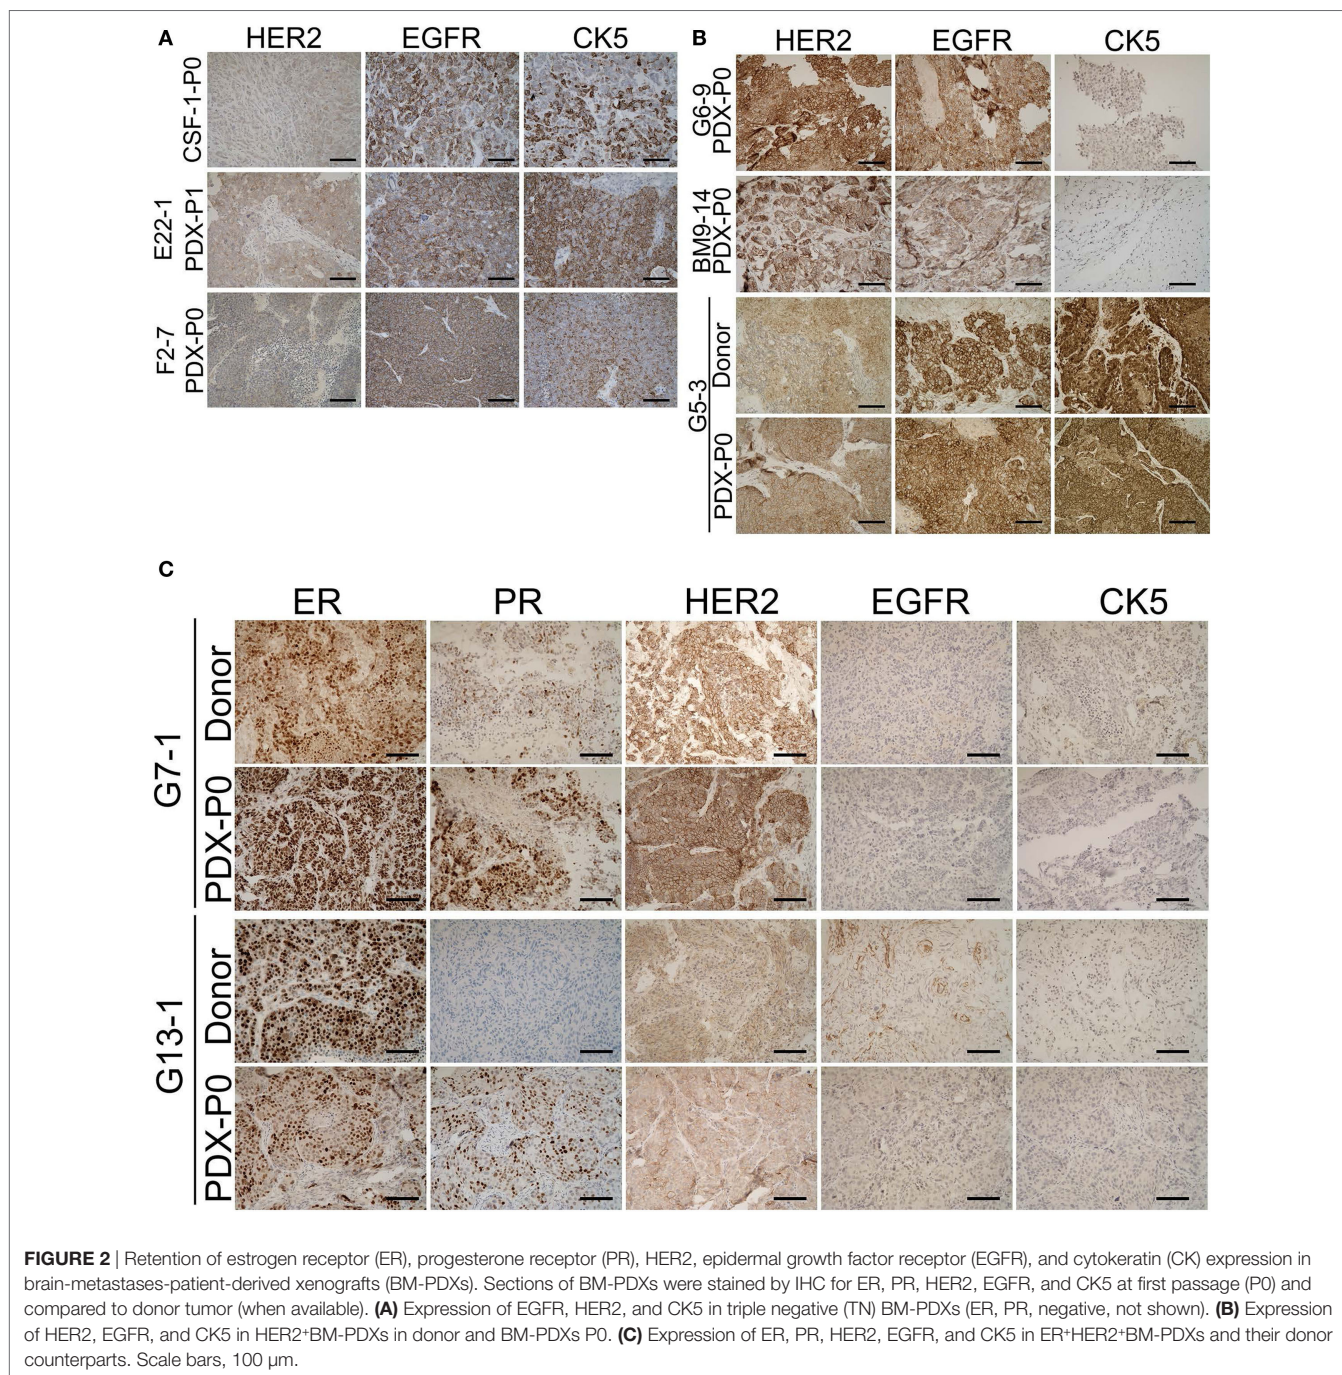 A
HER2 EGFR CK5
CSF-1-P0
E22-1
PDX-P1
F2-7
PDX-P0
B
HER2 EGFR CK5
G6-9
PDX-P0
BM9-14
PDX-P0
G5-3
Donor
PDX-P0
C
ER PR HER2 EGFR CK5
G7-1
Donor
PDX-P0
G13-1
Donor
PDX-P0
FIGURE 2 | Retention of estrogen receptor (ER), progesterone receptor (PR), HER2, epidermal growth factor receptor (EGFR), and cytokeratin (CK) expression in
brain-metastases-patient-derived xenografts (BM-PDXs). Sections of BM-PDXs were stained by IHC for ER, PR, HER2, EGFR, and CK5 at first passage (P0) and
compared to donor tumor (when available). (A) Expression of EGFR, HER2, and CK5 in triple negative (TN) BM-PDXs (ER, PR, negative, not shown). (B) Expression
of HER2, EGFR, and CK5 in HER2⁺BM-PDXs in donor and BM-PDXs P0. (C) Expression of ER, PR, HER2, EGFR, and CK5 in ER⁺HER2⁺BM-PDXs and their donor
counterparts. Scale bars, 100 µm.